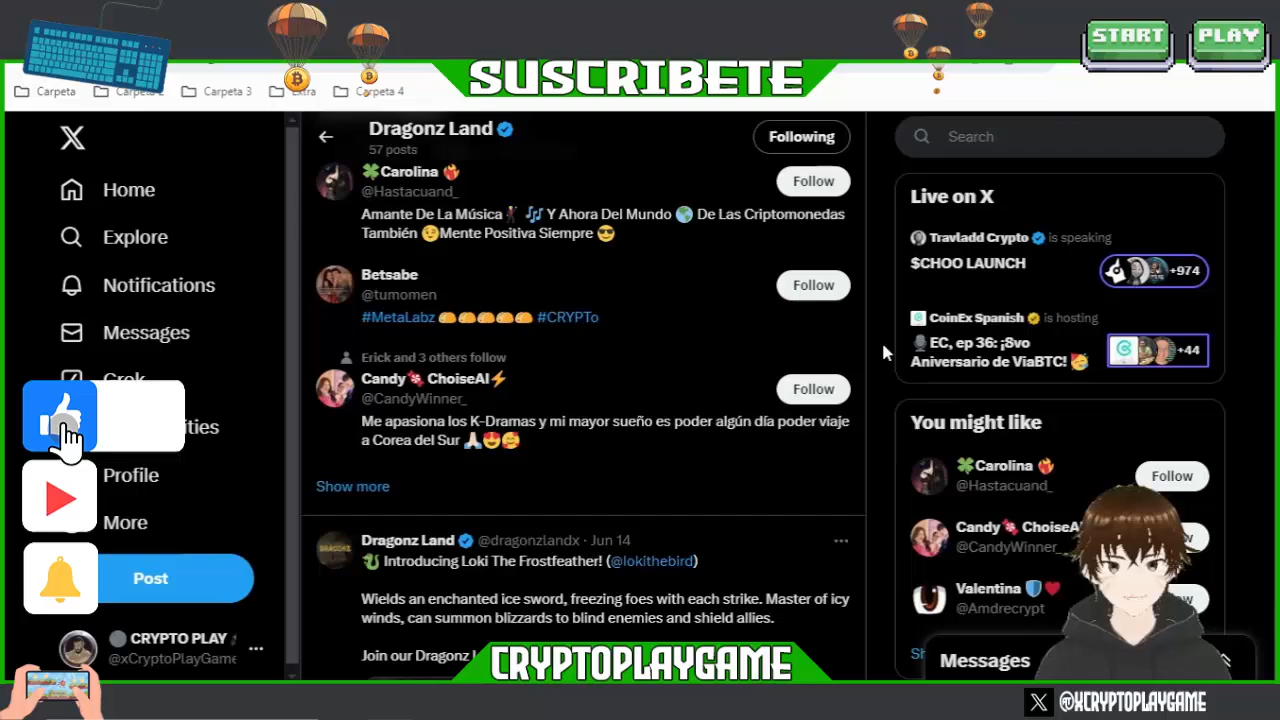 START
PLAY
SUSCRIBETE
Carpeta
Carpeta 2
Carpeta 3
Extra
Carpeta 4
X
Home
Explore
Notifications
Messages
Grok
ities
Profile
More
Post
CRYPTO PLAY
@xCryptoPlayGame
Dragonz Land
57 posts
Following
Carolina
@Hastacuand_
Follow
Amante De La Música 🎶 Y Ahora Del Mundo 🌎 De Las Criptomonedas
También 😉Mente Positiva Siempre 😎
Betsabe
@tumomen
Follow
#MetaLabz 🌮🌮🌮🌮🌮 #CRYPTo
Erick and 3 others follow
Candy🍬 ChoiseAI⚡
@CandyWinner_
Follow
Me apasiona los K-Dramas y mi mayor sueño es poder algún día poder viaje
a Corea del Sur 🙏🏻😍🥰
Show more
Dragonz Land @dragonzlandx · Jun 14
🐉 Introducing Loki The Frostfeather! (@lokithebird)
Wields an enchanted ice sword, freezing foes with each strike. Master of icy
winds, can summon blizzards to blind enemies and shield allies.
Join our Dragonz L
Search
Live on X
Travladd Crypto is speaking
$CHOO LAUNCH
+974
CoinEx Spanish is hosting
🎙️EC, ep 36: ¡8vo
Aniversario de ViaBTC! 🥳
+44
You might like
🍀Carolina ❤️‍🔥
@Hastacuand_
Follow
Candy🍬 ChoiseA
@CandyWinner_
w
Valentina 🛡️♥️
@Amdrecrypt
w
Sh
Messages
CRYPTOPLAYGAME
X @XCRYPTOPLAYGAME